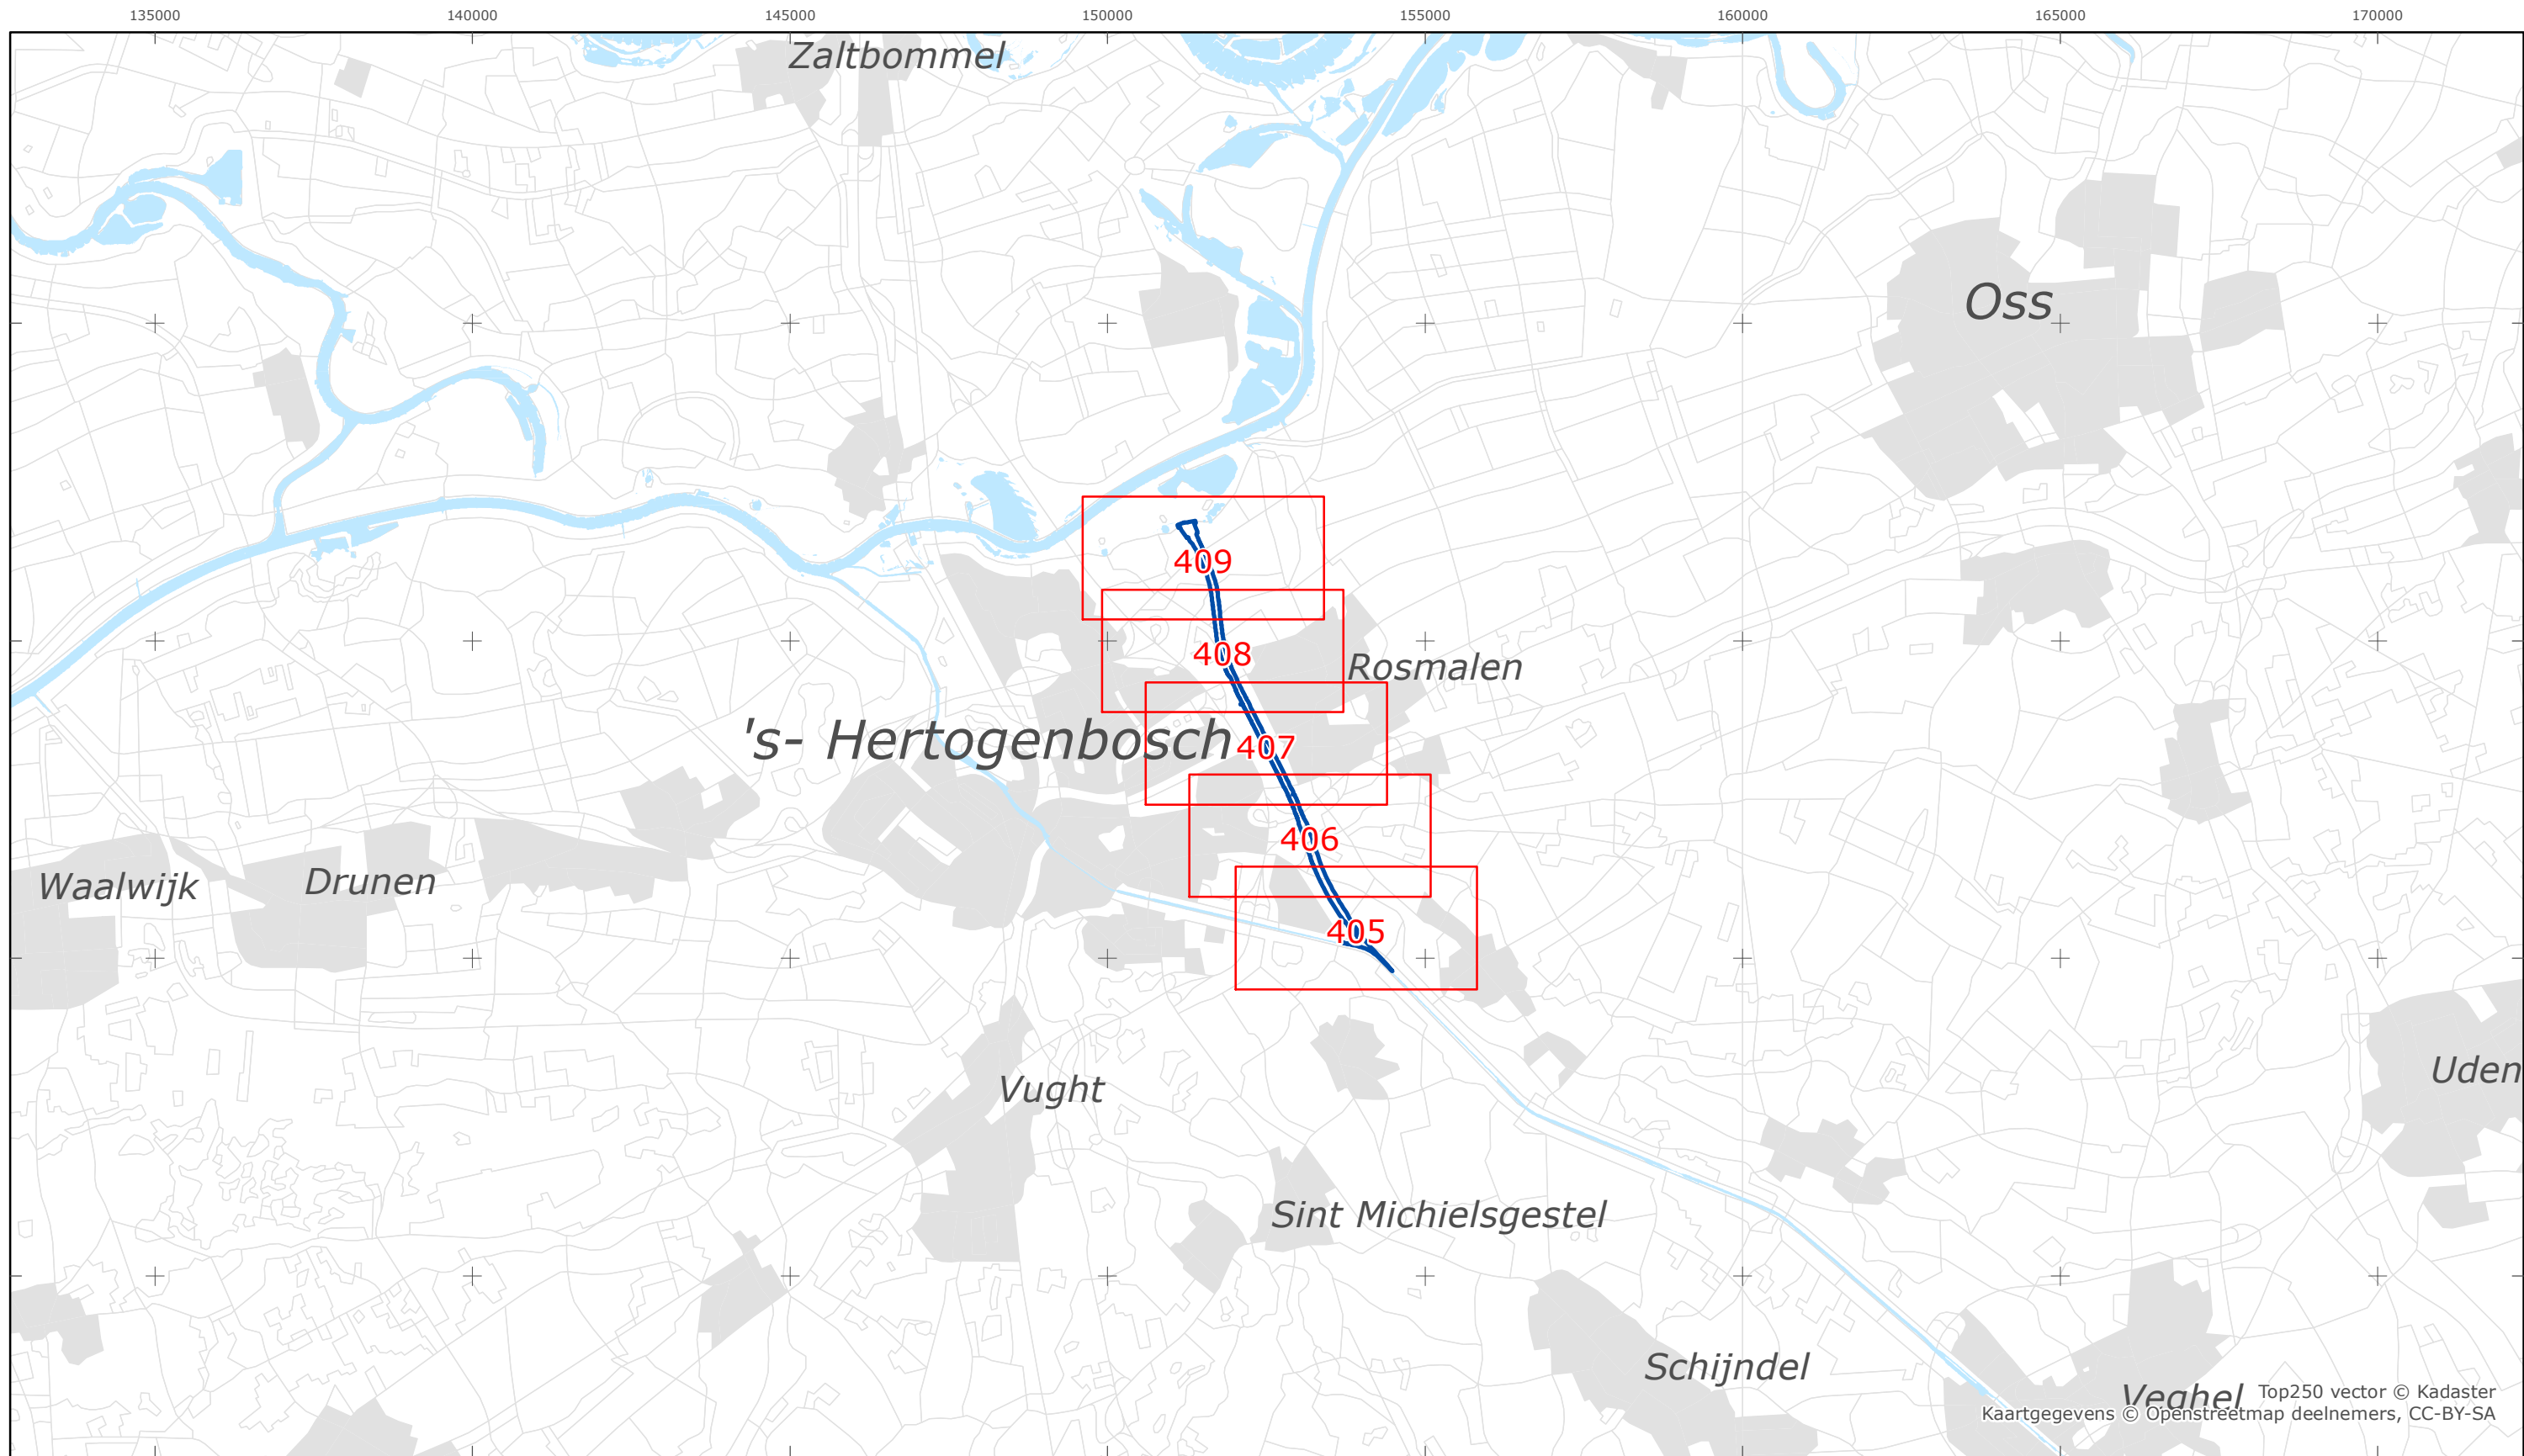 135000 140000 145000 150000 155000 160000 165000 170000
Zaltbommel
Oss
409
408
Rosmalen
's- Hertogenbosch
407
406
Waalwijk
Drunen
405
Uden
Vught
Sint Michielsgestel
Schijndel
Veghel
Top250 vector © Kadaster
Kaartgegevens © Openstreetmap deelnemers, CC-BY-SA